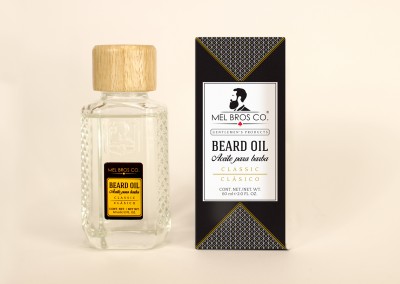 MEL BROS CO.
BEARD OIL
Aceite para barba
CLASSIC
CLÁSICO
MEL BROS CO.
GENTLEMEN'S PRODUCTS
BEARD OIL
Aceite para barba
CLASSIC
CLÁSICO
CONT. NET. / NET. WT.